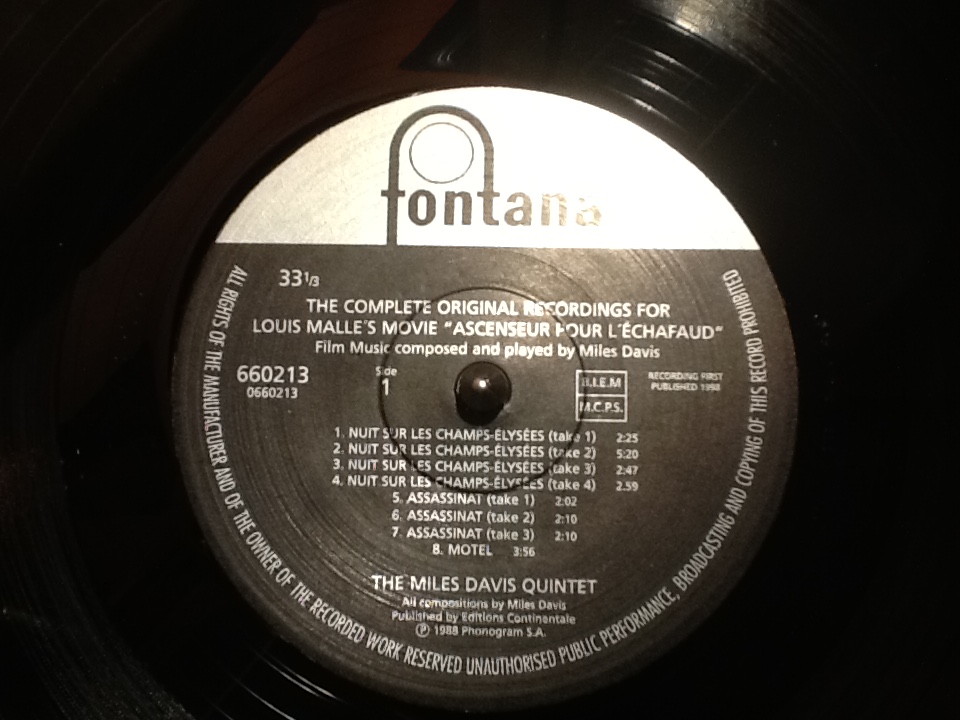 fontana
33 1/3
THE COMPLETE ORIGINAL RECORDINGS FOR
LOUIS MALLE'S MOVIE "ASCENSEUR POUR L'ÉCHAFAUD"
Film Music composed and played by Miles Davis
660213
0660213
Side
1
B.I.E.M
M.C.P.S.
RECORDING FIRST
PUBLISHED 1988
1. NUIT SUR LES CHAMPS-ÉLYSÉES (take 1) 2:25
2. NUIT SUR LES CHAMPS-ÉLYSÉES (take 2) 5:20
3. NUIT SUR LES CHAMPS-ÉLYSÉES (take 3) 2:47
4. NUIT SUR LES CHAMPS-ÉLYSÉES (take 4) 2.59
5. ASSASSINAT (take 1) 2:02
6. ASSASSINAT (take 2) 2:10
7. ASSASSINAT (take 3) 2:10
8. MOTEL 3:56
THE MILES DAVIS QUINTET
All compositions by Miles Davis
Published by Editions Continentale
Ⓟ 1988 Phonogram S.A.
ALL RIGHTS OF THE MANUFACTURER AND OF THE OWNER OF THE RECORDED WORK RESERVED UNAUTHORISED PUBLIC PERFORMANCE, BROADCASTING AND COPYING OF THIS RECORD PROHIBITED